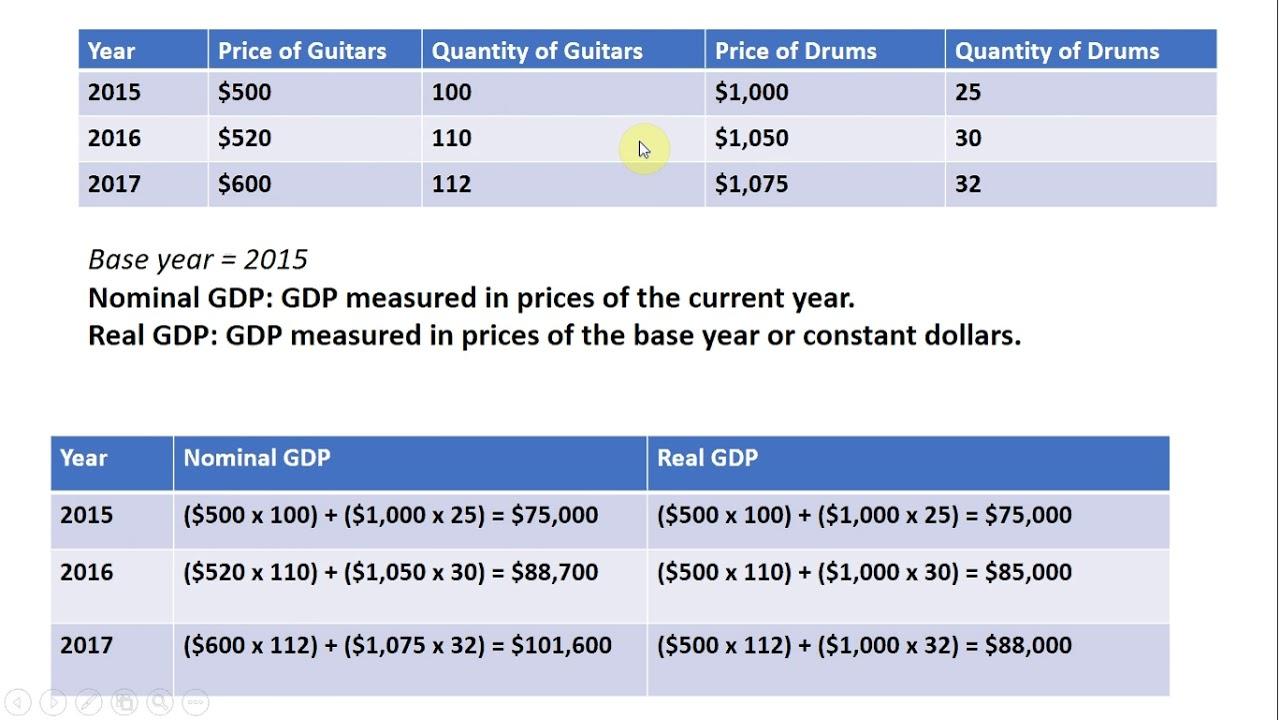 Year Price of Guitars Quantity of Guitars Price of Drums Quantity of Drums
2015 $500 100 $1,000 25
2016 $520 110 $1,050 30
2017 $600 112 $1,075 32
Base year = 2015
Nominal GDP: GDP measured in prices of the current year.
Real GDP: GDP measured in prices of the base year or constant dollars.
Year Nominal GDP Real GDP
2015 ($500 x 100) + ($1,000 x 25) = $75,000 ($500 x 100) + ($1,000 x 25) = $75,000
2016 ($520 x 110) + ($1,050 x 30) = $88,700 ($500 x 110) + ($1,000 x 30) = $85,000
2017 ($600 x 112) + ($1,075 x 32) = $101,600 ($500 x 112) + ($1,000 x 32) = $88,000